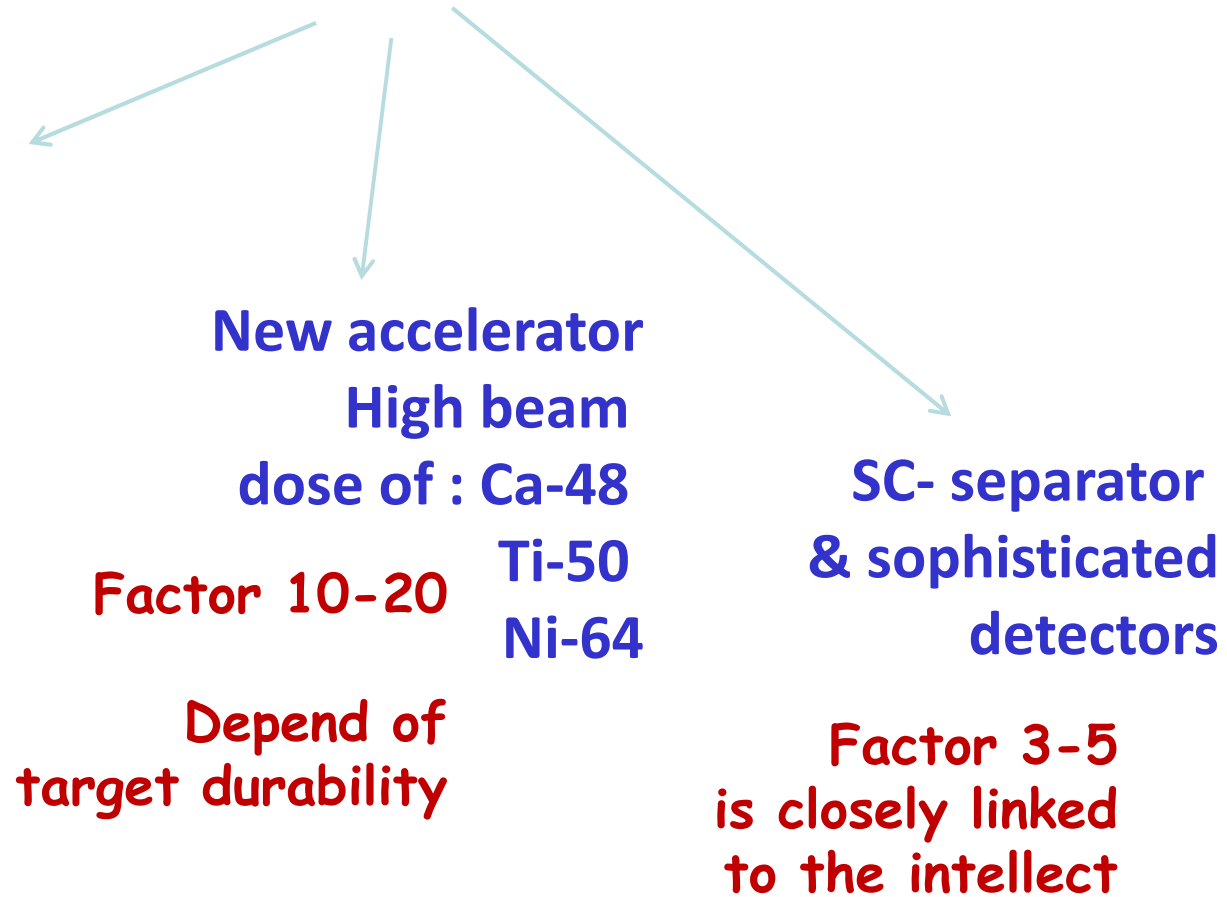 New accelerator
High beam
dose of : Ca-48
Ti-50
Ni-64
Factor 10-20
Depend of
target durability
SC- separator
& sophisticated
detectors
Factor 3-5
is closely linked
to the intellect